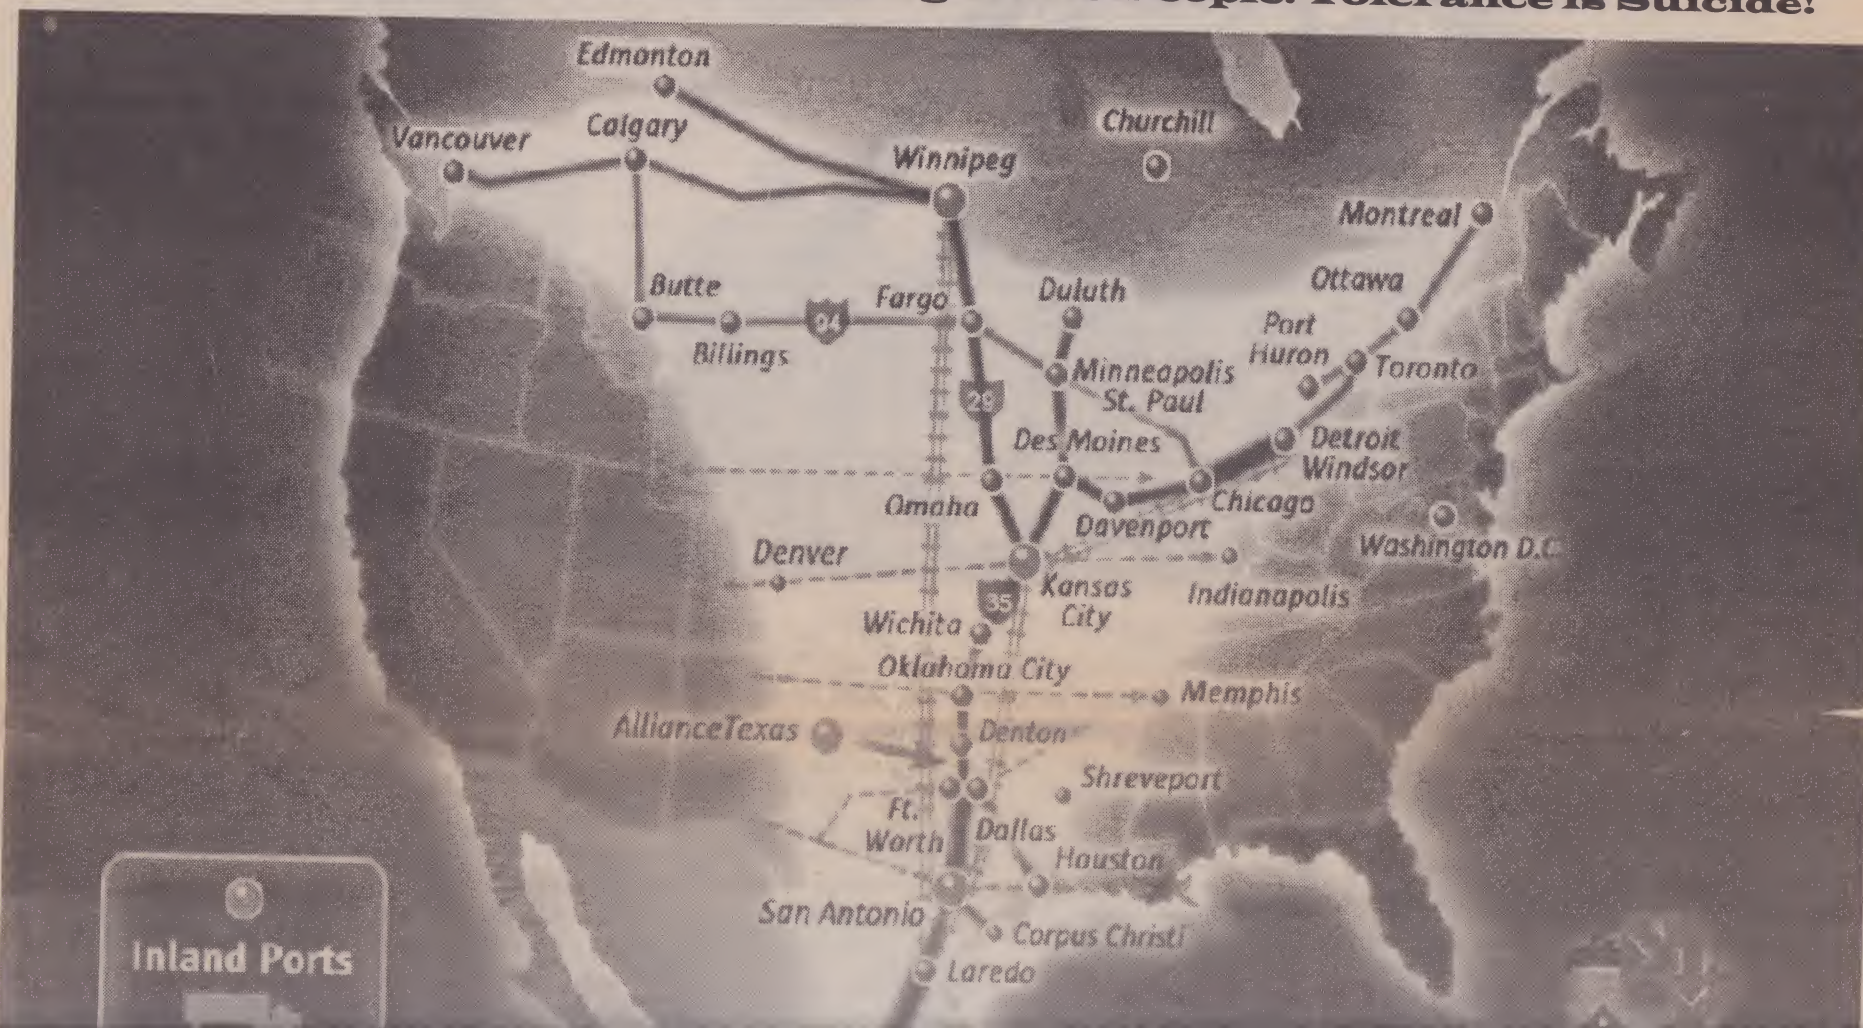 Tolerance is Suicide!
Edmonton
Churchill
Calgary
Vancouver
Winnipeg
Montreal
Ottawa
Butte
Fargo
Duluth
Port
Huron
94
Toronto
Billings
Minneapolis
St. Paul
29
Des Moines
Detroit
Windsor
Omaha
Chicago
Davenport
Washington D.C.
Denver
Kansas
City
Indianapolis
35
Wichita
Oklahoma City
Memphis
AllianceTexas
Denton
Shreveport
Ft.
Worth
Dallas
Houston
San Antonio
Corpus Christi
Inland Ports
Laredo